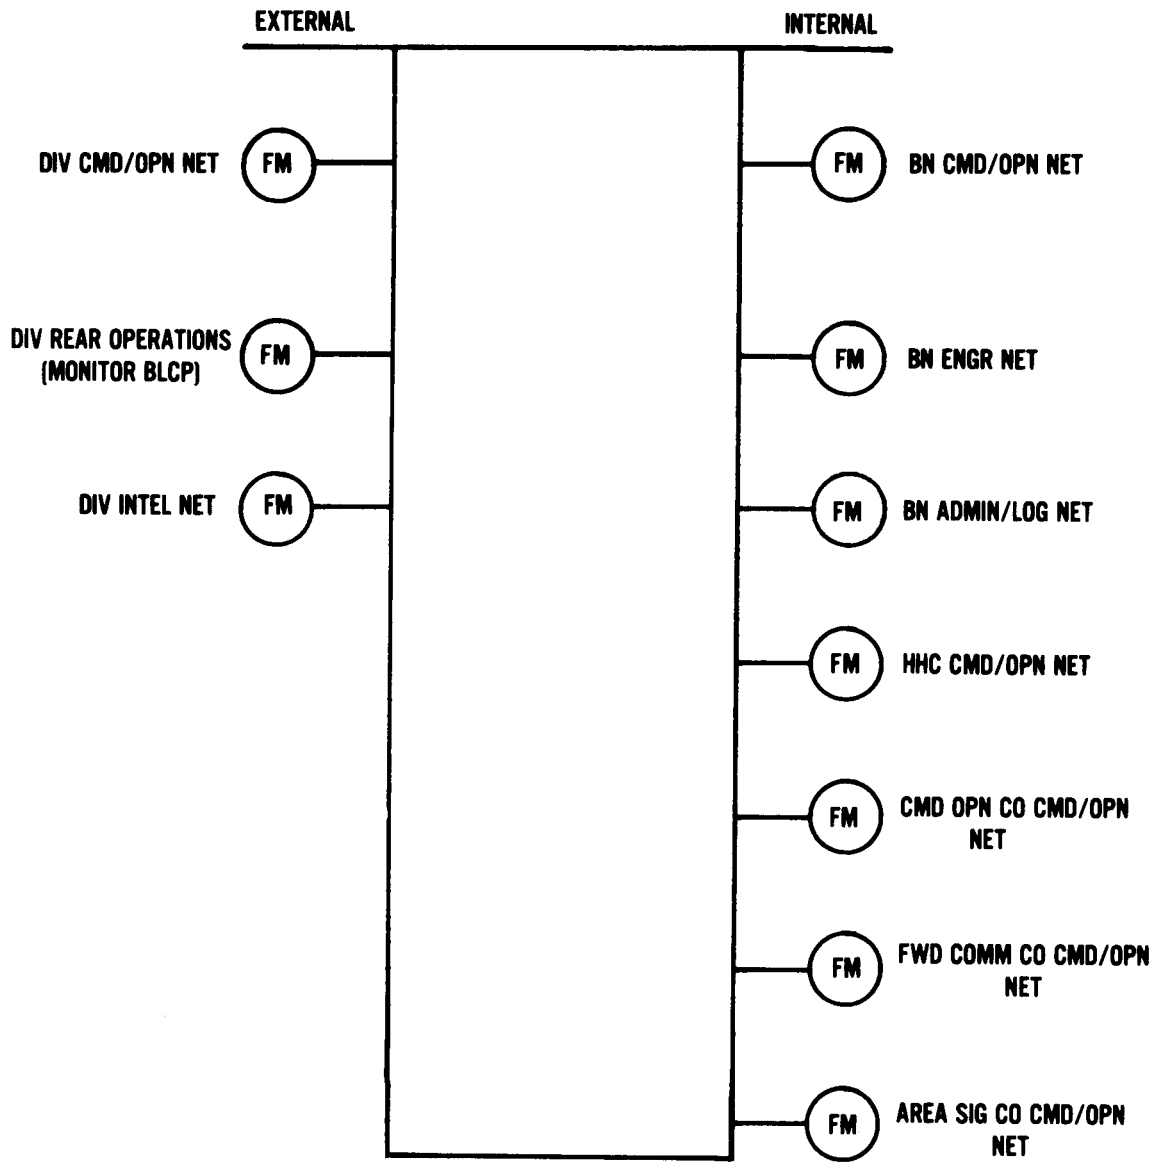 EXTERNAL
INTERNAL
DIV CMD/OPN NET
FM
FM
BN CMD/OPN NET
DIV REAR OPERATIONS
(MONITOR BLCP)
FM
FM
BN ENGR NET
DIV INTEL NET
FM
FM
BN ADMIN/LOG NET
FM
HHC CMD/OPN NET
FM
CMD OPN CO CMD/OPN
NET
FM
FWD COMM CO CMD/OPN
NET
FM
AREA SIG CO CMD/OPN
NET